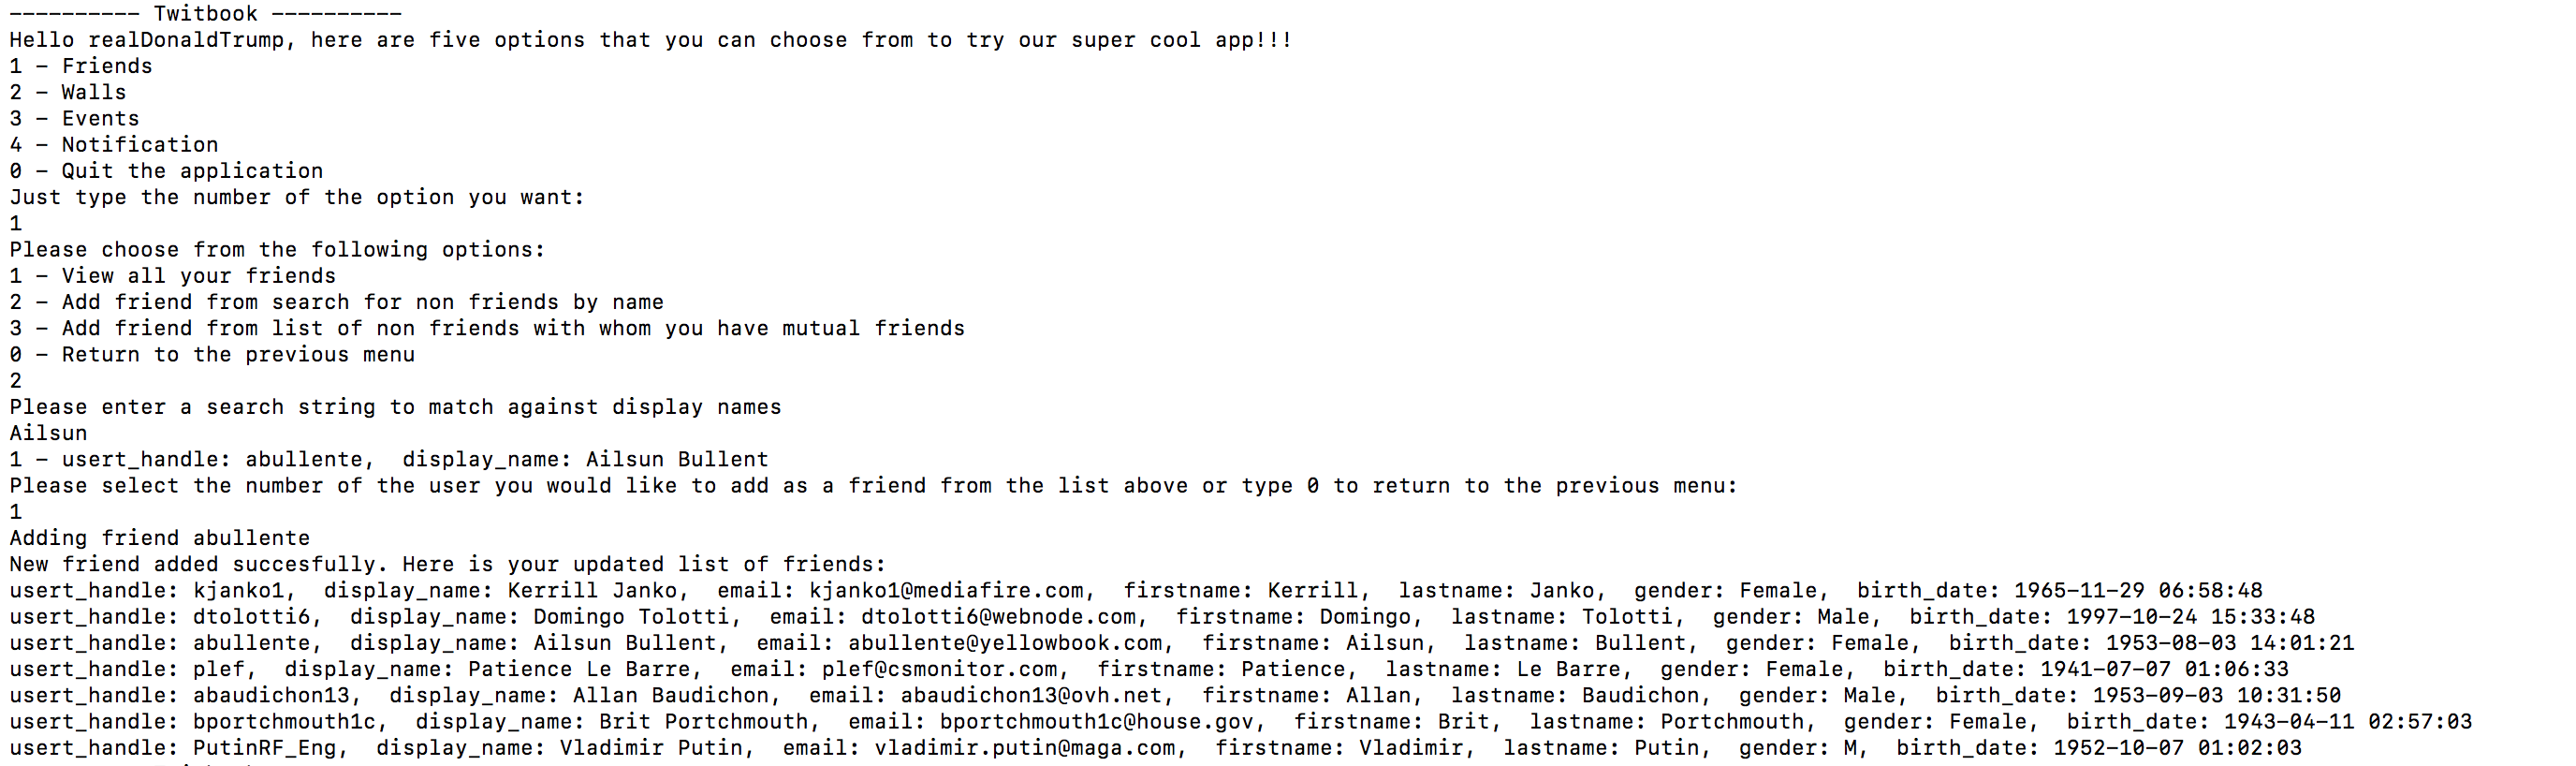 ---------- Twitbook ----------
Hello realDonaldTrump, here are five options that you can choose from to try our super cool app!!!
1 - Friends
2 - Walls
3 - Events
4 - Notification
0 - Quit the application
Just type the number of the option you want:
1
Please choose from the following options:
1 - View all your friends
2 - Add friend from search for non friends by name
3 - Add friend from list of non friends with whom you have mutual friends
0 - Return to the previous menu
2
Please enter a search string to match against display names
Ailsun
1 - usert_handle: abullente,  display_name: Ailsun Bullent
Please select the number of the user you would like to add as a friend from the list above or type 0 to return to the previous menu:
1
Adding friend abullente
New friend added succesfully. Here is your updated list of friends:
usert_handle: kjanko1,  display_name: Kerrill Janko,  email: kjanko1@mediafire.com,  firstname: Kerrill,  lastname: Janko,  gender: Female,  birth_date: 1965-11-29 06:58:48
usert_handle: dtolotti6,  display_name: Domingo Tolotti,  email: dtolotti6@webnode.com,  firstname: Domingo,  lastname: Tolotti,  gender: Male,  birth_date: 1997-10-24 15:33:48
usert_handle: abullente,  display_name: Ailsun Bullent,  email: abullente@yellowbook.com,  firstname: Ailsun,  lastname: Bullent,  gender: Female,  birth_date: 1953-08-03 14:01:21
usert_handle: plef,  display_name: Patience Le Barre,  email: plef@csmonitor.com,  firstname: Patience,  lastname: Le Barre,  gender: Female,  birth_date: 1941-07-07 01:06:33
usert_handle: abaudichon13,  display_name: Allan Baudichon,  email: abaudichon13@ovh.net,  firstname: Allan,  lastname: Baudichon,  gender: Male,  birth_date: 1953-09-03 10:31:50
usert_handle: bportchmouth1c,  display_name: Brit Portchmouth,  email: bportchmouth1c@house.gov,  firstname: Brit,  lastname: Portchmouth,  gender: Female,  birth_date: 1943-04-11 02:57:03
usert_handle: PutinRF_Eng,  display_name: Vladimir Putin,  email: vladimir.putin@maga.com,  firstname: Vladimir,  lastname: Putin,  gender: M,  birth_date: 1952-10-07 01:02:03